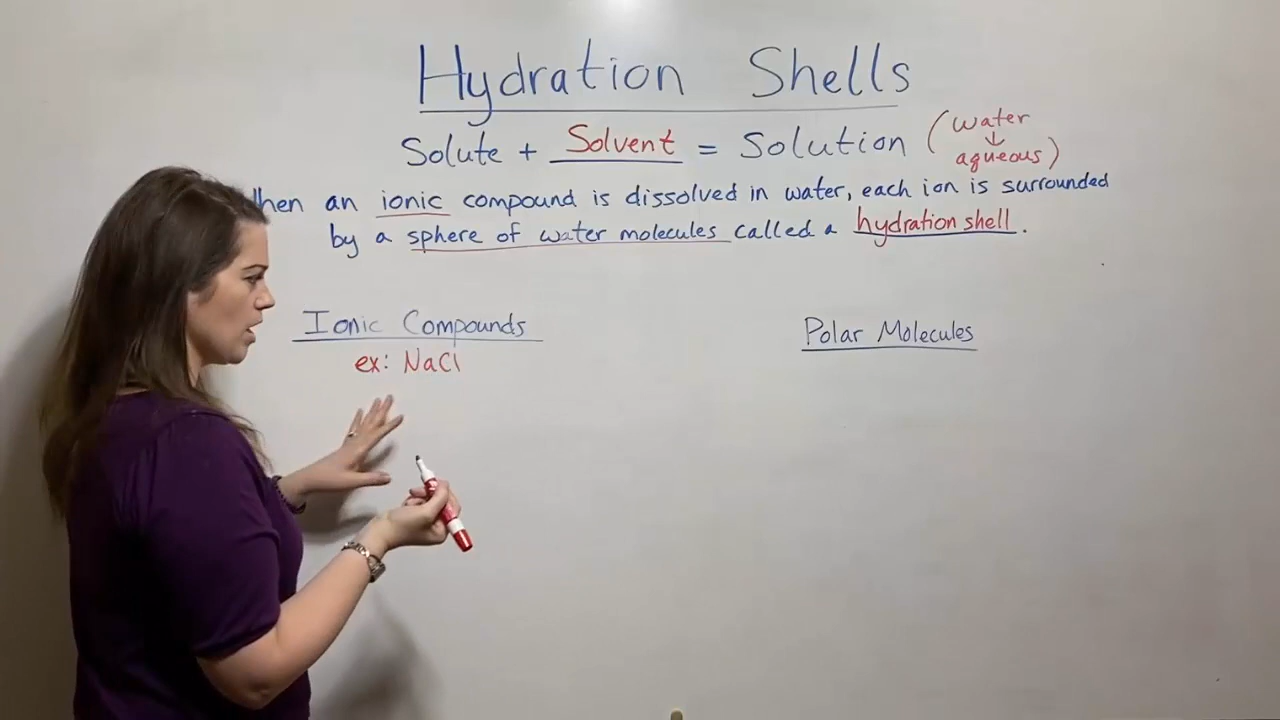 Hydration Shells
Solute + Solvent = Solution (water
↓
aqueous)
hen an ionic compound is dissolved in water, each ion is surrounded
by a sphere of water molecules called a hydration shell.
Ionic Compounds
ex: NaCl
Polar Molecules